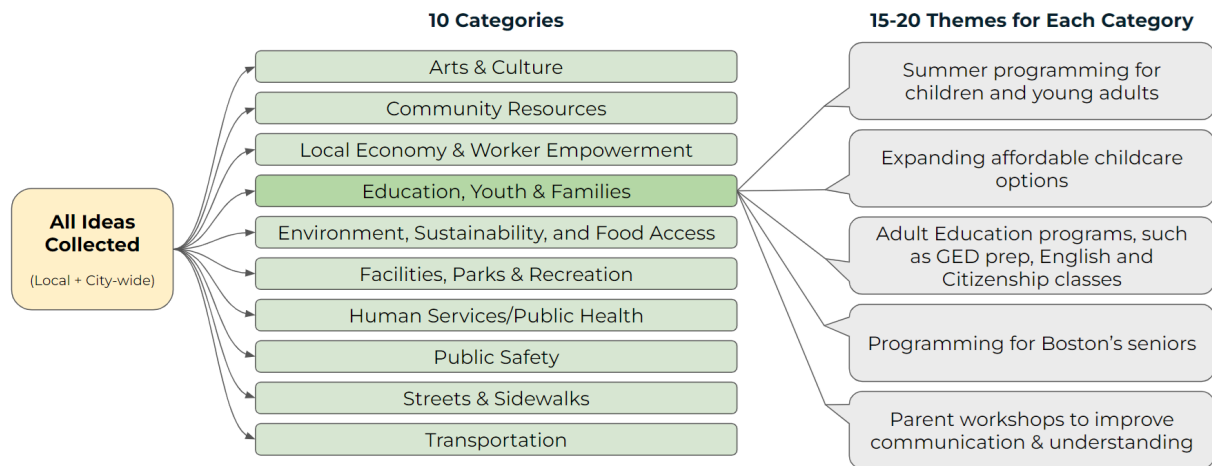 10 Categories
15-20 Themes for Each Category
All Ideas
Collected
(Local + City-wide)
Arts & Culture
Community Resources
Local Economy & Worker Empowerment
Education, Youth & Families
Environment, Sustainability, and Food Access
Facilities, Parks & Recreation
Human Services/Public Health
Public Safety
Streets & Sidewalks
Transportation
Summer programming for
children and young adults
Expanding affordable childcare
options
Adult Education programs, such
as GED prep, English and
Citizenship classes
Programming for Boston’s seniors
Parent workshops to improve
communication & understanding